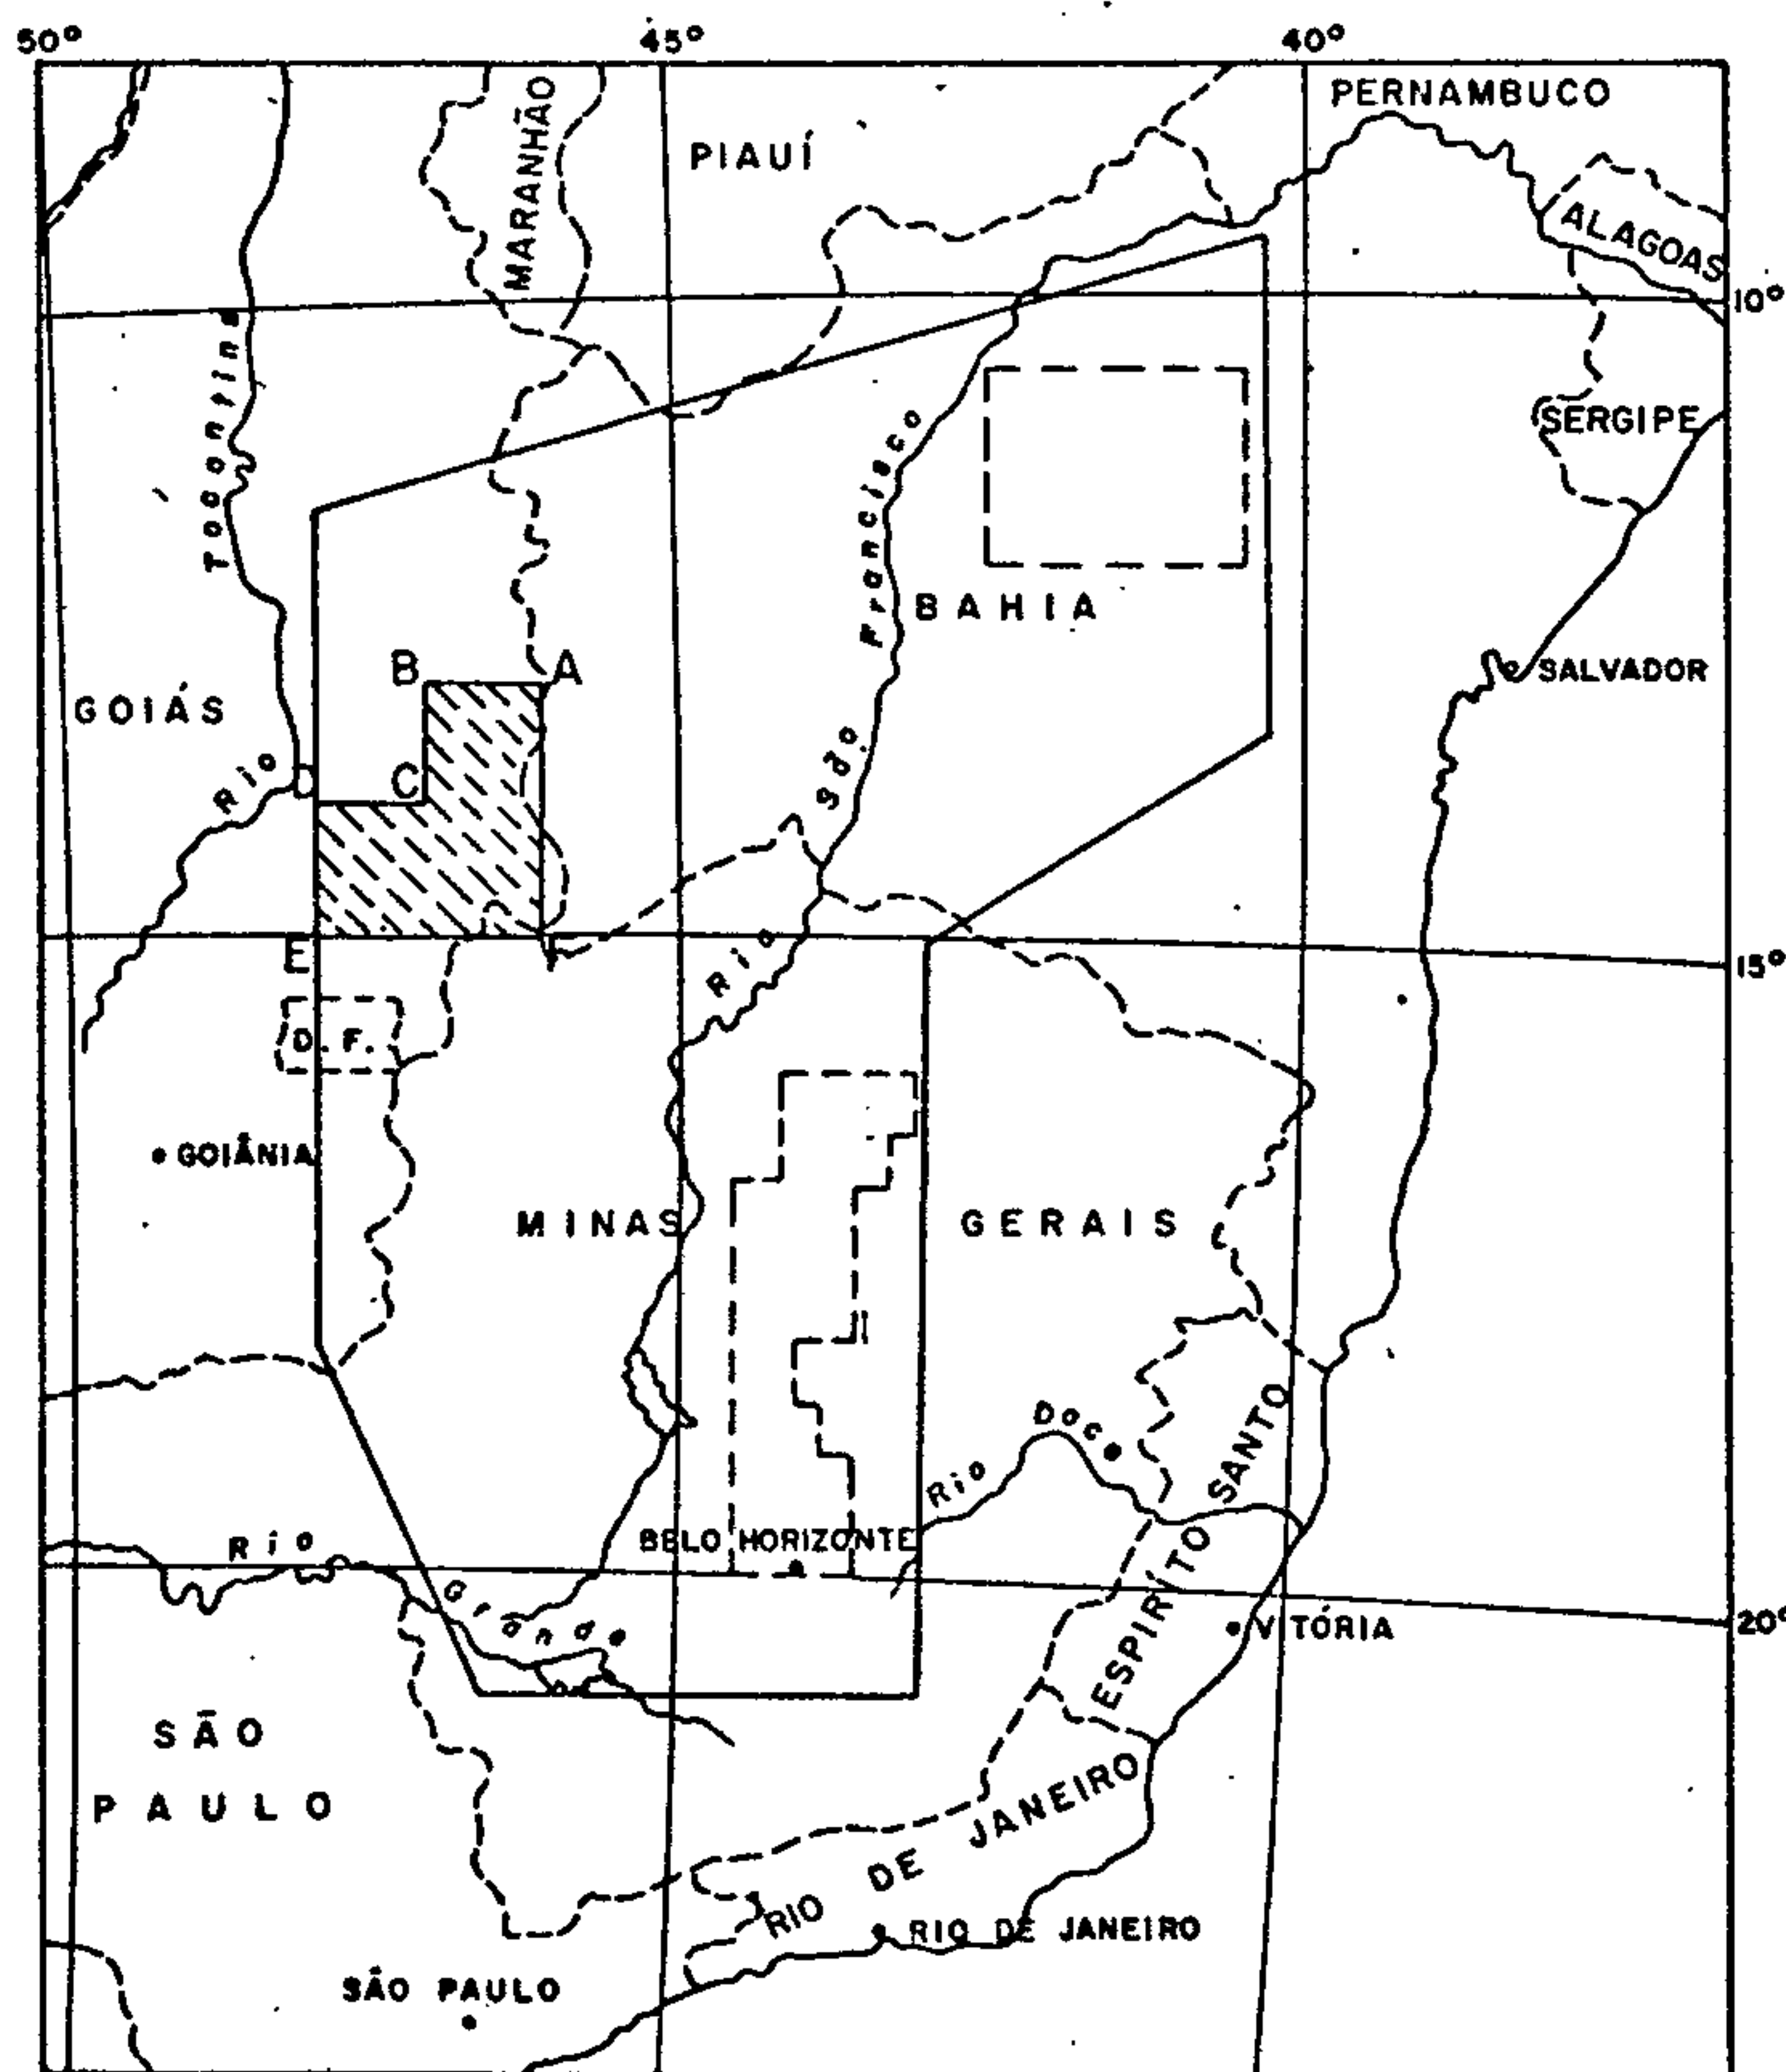 50°
45°
40°
PERNAMBUCO
PIAUÍ
MARANHÃO
ALAGOAS
10°
Tocantins
SERGIPE
Francisco
BAHIA
B
A
SALVADOR
GOIÁS
Rio
D
C
São
E
Rio
15°
D. F.
GOIÂNIA
MINAS GERAIS
Doc
SANTO
Rio
BELO HORIZONTE
Rio
Grande
ESPIRÍTO
VITÓRIA
20°
SÃO
PAULO
RIO DE JANEIRO
RIO DE JANEIRO
SÃO PAULO